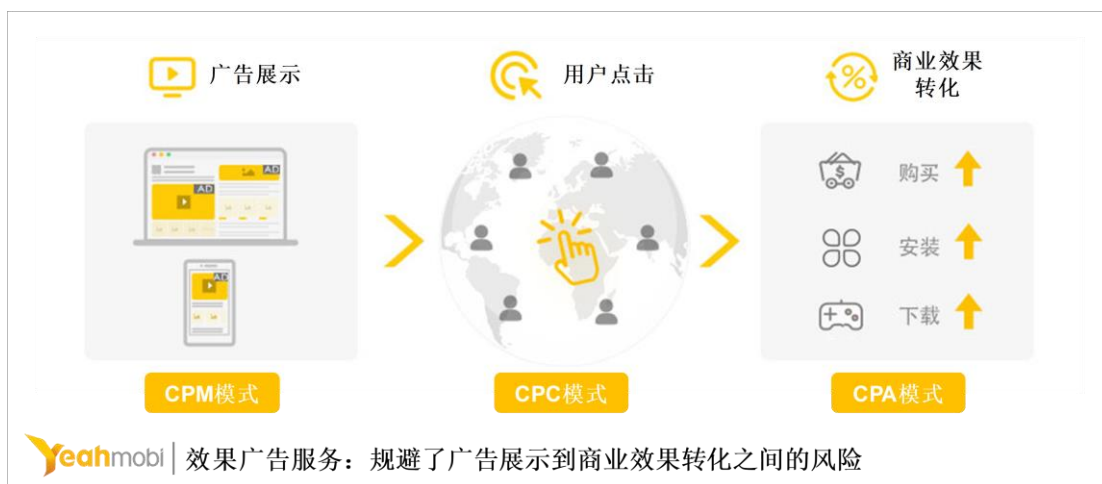 广告展示
用户点击
商业效果
转化
AD
AD
AD
$
%
购买
安装
下载
CPM模式
CPC模式
CPA模式
Yeahmobi | 效果广告服务：规避了广告展示到商业效果转化之间的风险